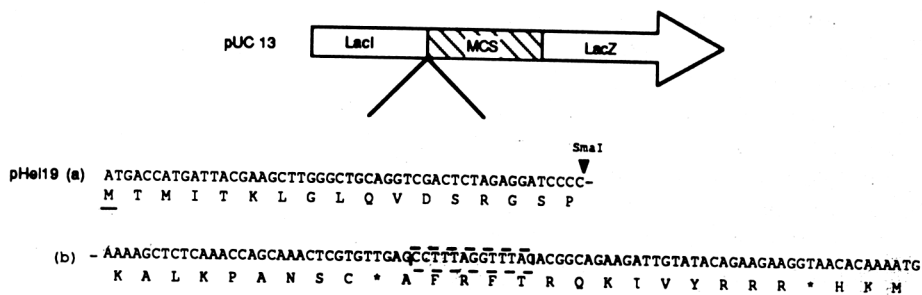 pUC 13
LacI
MCS
LacZ
SmaI
pHel19 (a) ATGACCATGATTACGAAGCTTGGGCTGCAGGTCGACTCTAGAGGATCCCC-
M T M I T K L G L Q V D S R G S P
(b) -AAAAGCTCTCAAACCAGCAAACTCGTGTTGAGCCTTTAGGTTTAGACGGCAGAAGATTGTATACAGAAGAAGGTAACACAAAATG
K A L K P A N S C * A F R F T R Q K I V Y R R R * H K M